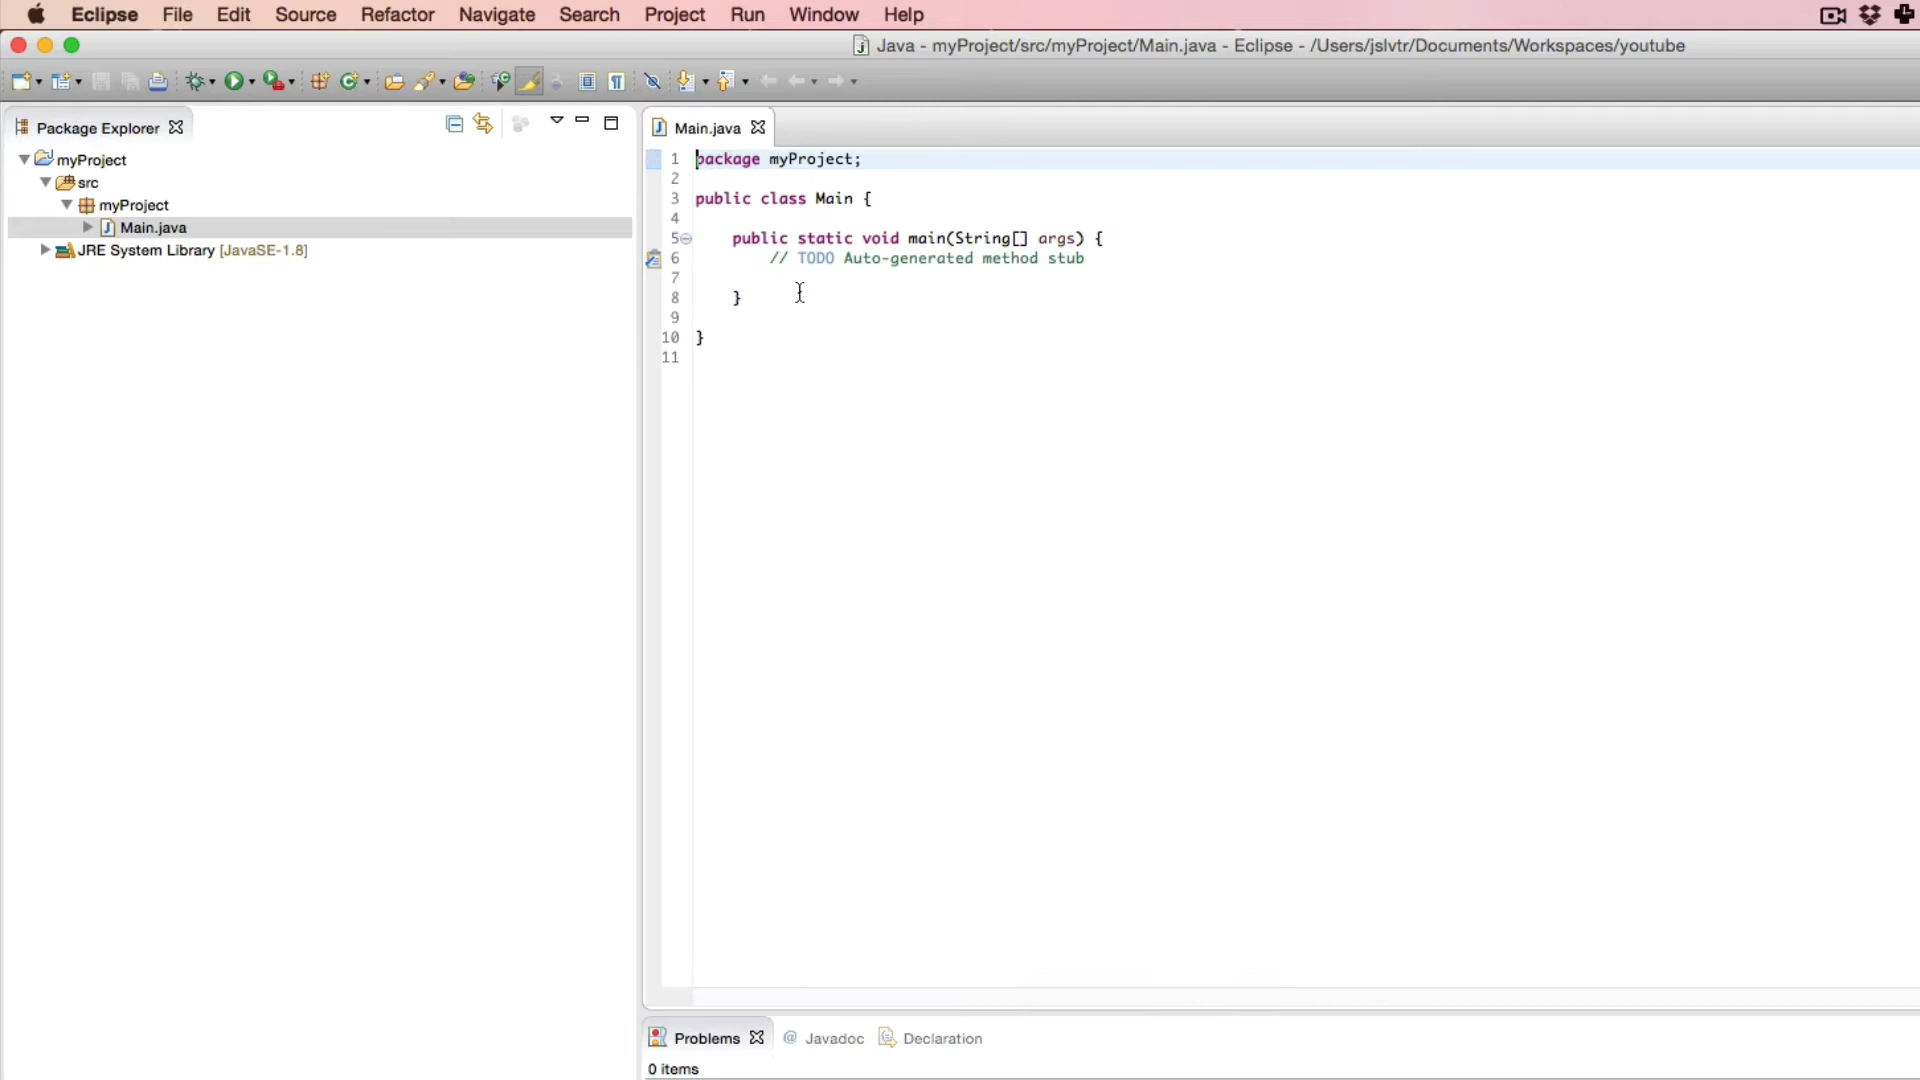 Eclipse File Edit Source Refactor Navigate Search Project Run Window Help
Java - myProject/src/myProject/Main.java - Eclipse - /Users/jslvtr/Documents/Workspaces/youtube
Package Explorer
myProject
src
myProject
Main.java
JRE System Library [JavaSE-1.8]
Main.java
1 package myProject;
2
3 public class Main {
4
5 public static void main(String[] args) {
6 // TODO Auto-generated method stub
7
8 }
9
10 }
11
Problems @ Javadoc Declaration
0 items